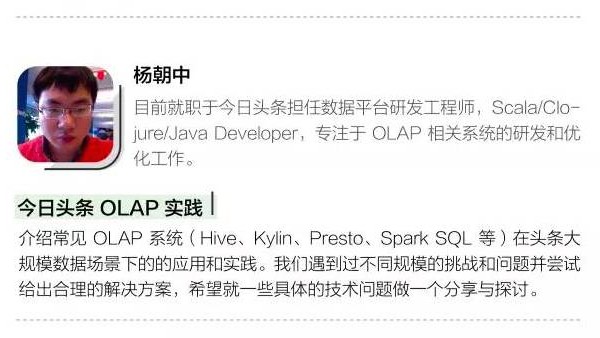 杨朝中
目前就职于今日头条担任数据平台研发工程师，Scala/Clo-
jure/Java Developer，专注于 OLAP 相关系统的研发和优
化工作。
今日头条 OLAP 实践
介绍常见 OLAP 系统（Hive、Kylin、Presto、Spark SQL 等）在头条大
规模数据场景下的的应用和实践。我们遇到过不同规模的挑战和问题并尝试
给出合理的解决方案，希望就一些具体的技术问题做一个分享与探讨。